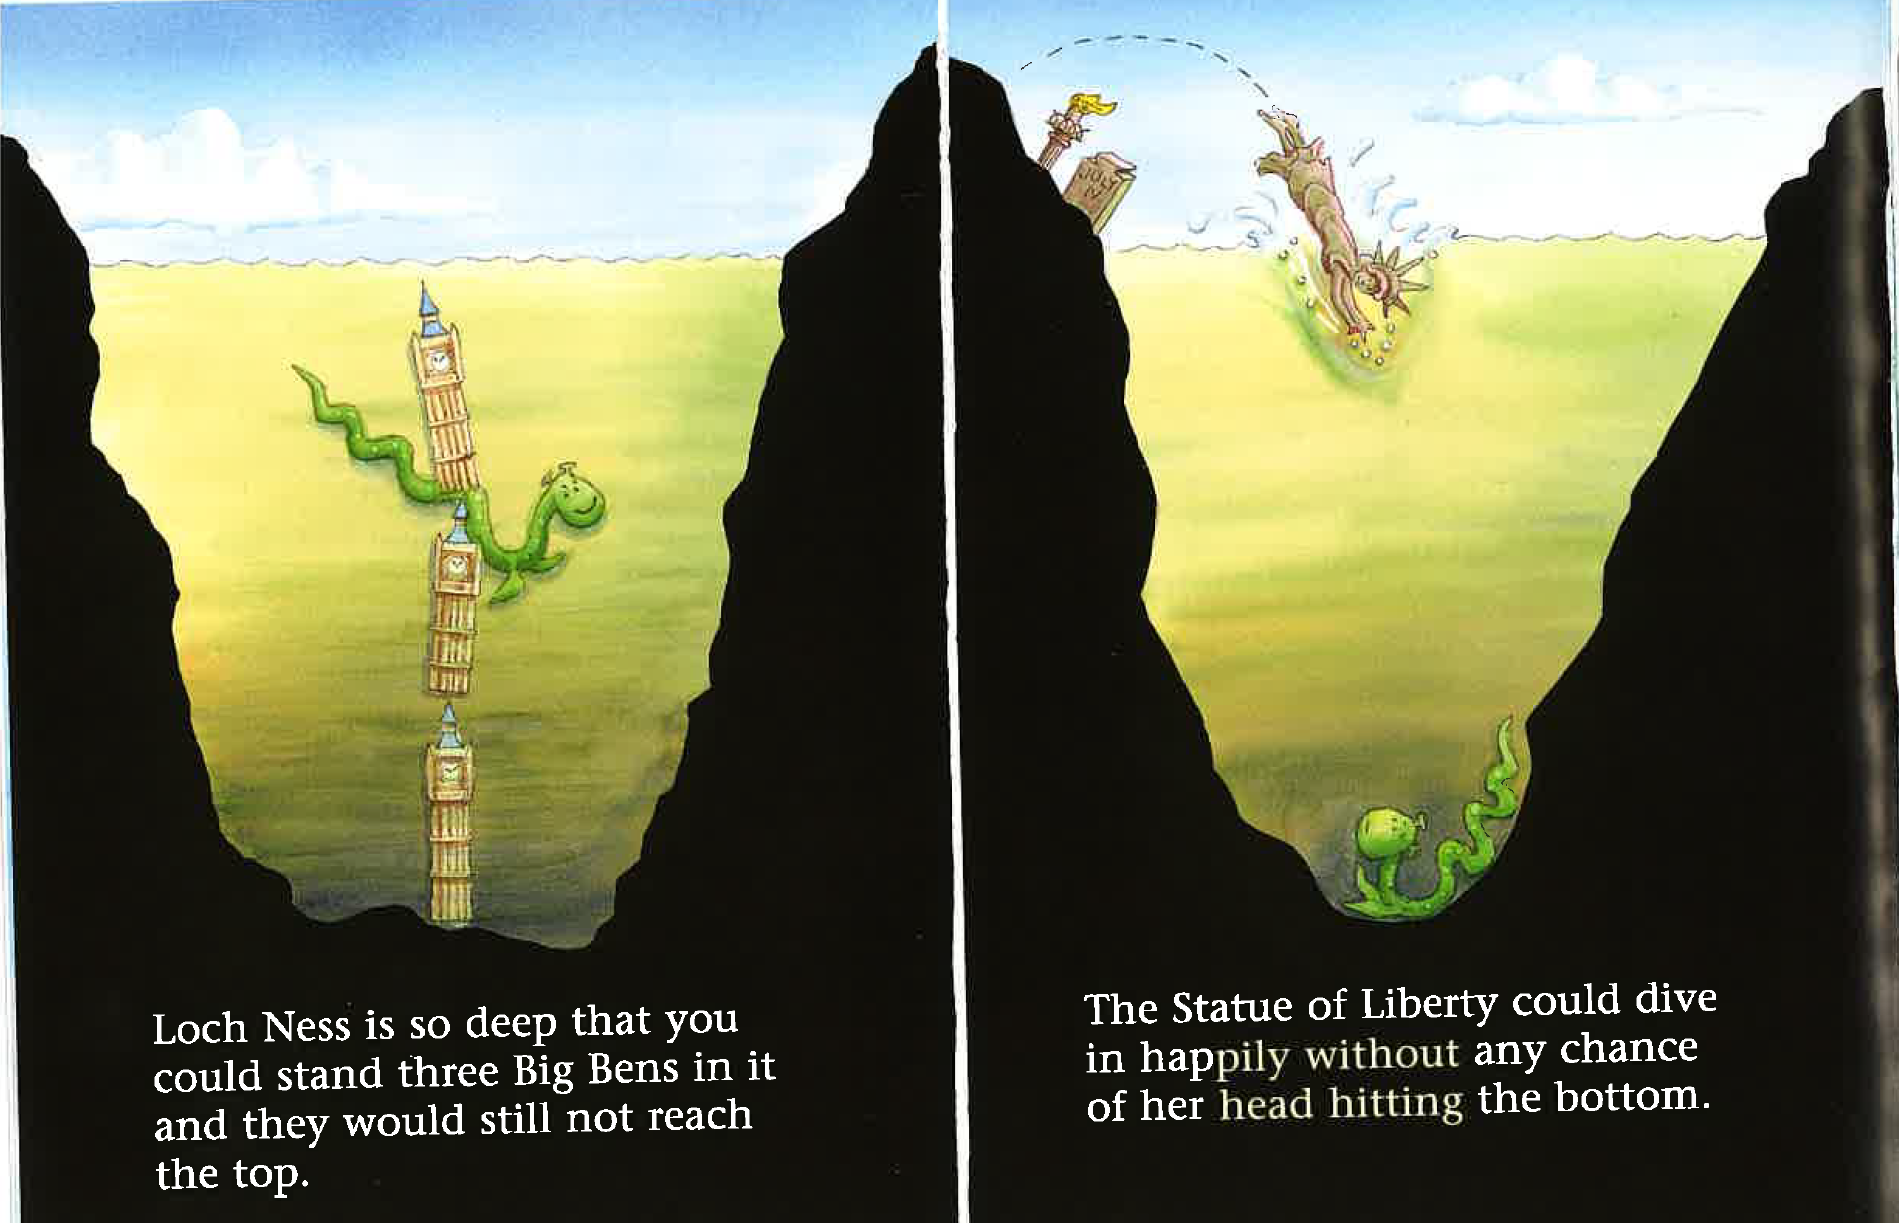 JULY
IV
Loch Ness is so deep that you
could stand three Big Bens in it
and they would still not reach
the top.
The Statue of Liberty could dive
in happily without any chance
of her head hitting the bottom.